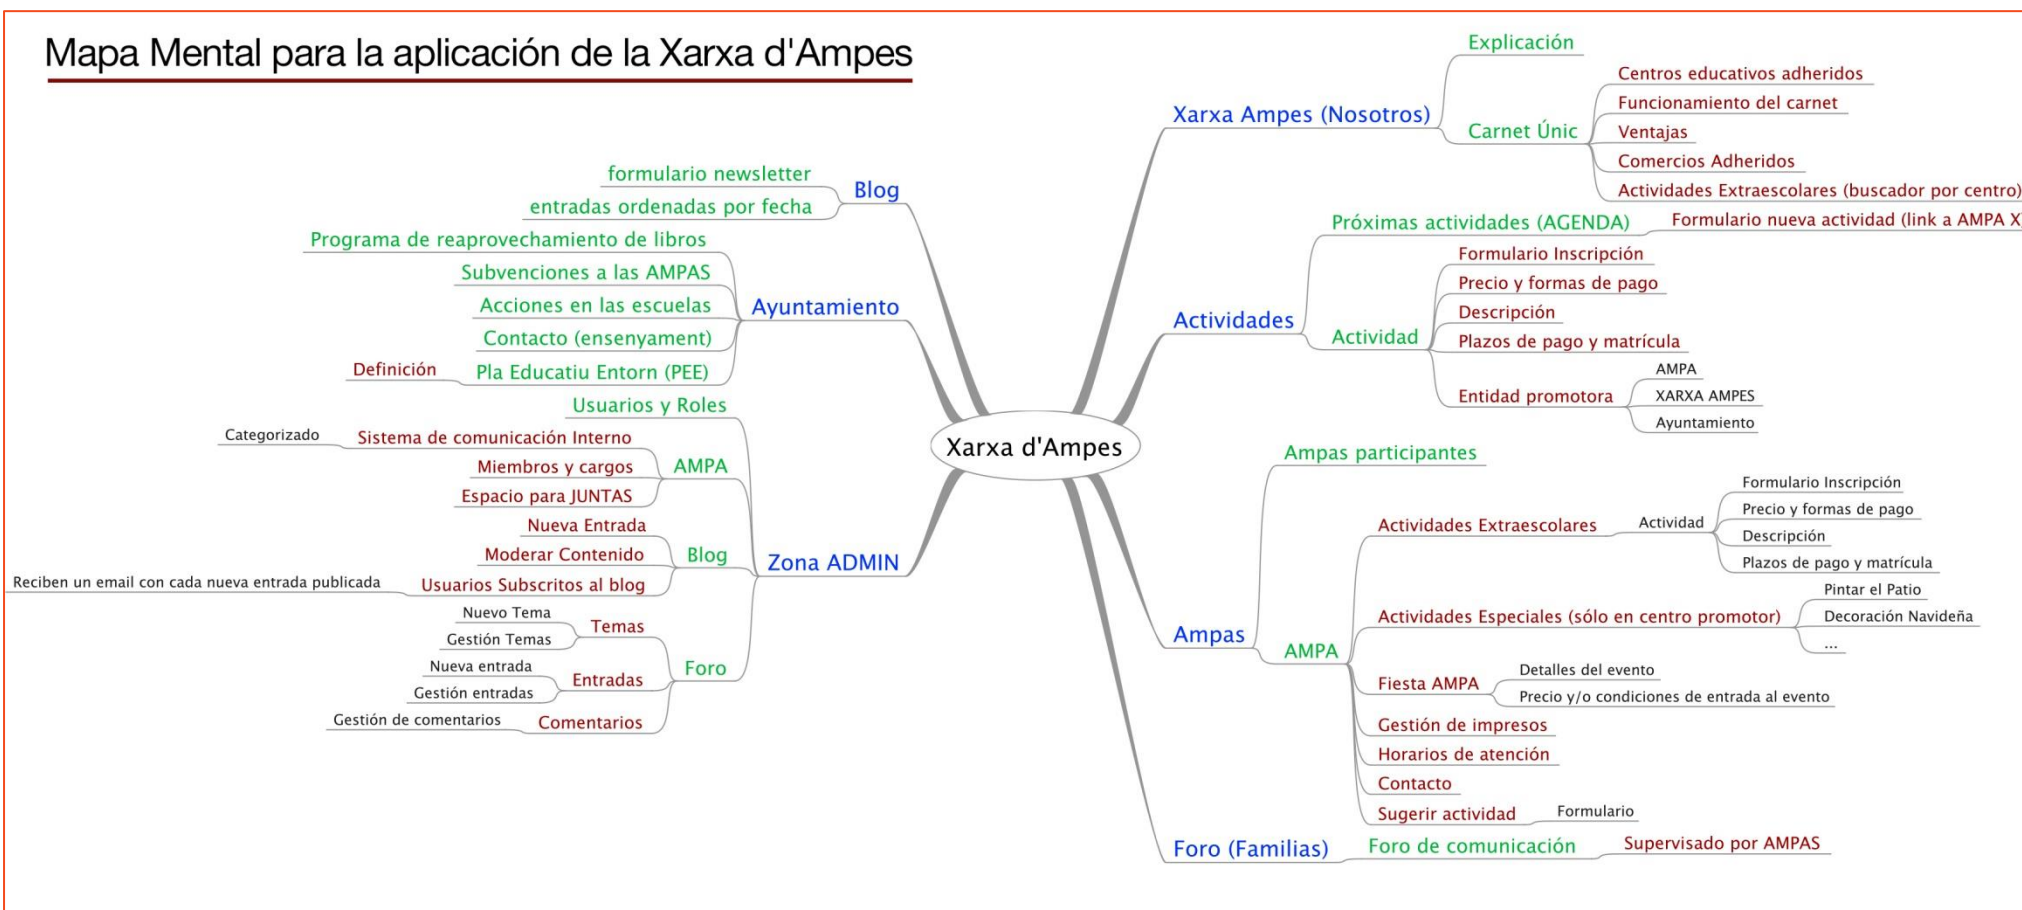 Mapa Mental para la aplicación de la Xarxa d'Ampes
Xarxa d'Ampes
Blog
formulario newsletter
entradas ordenadas por fecha
Ayuntamiento
Programa de reaprovechamiento de libros
Subvenciones a las AMPAS
Acciones en las escuelas
Contacto (ensenyament)
Pla Educatiu Entorn (PEE)
Definición
Zona ADMIN
Usuarios y Roles
AMPA
Sistema de comunicación Interno
Categorizado
Miembros y cargos
Espacio para JUNTAS
Blog
Nueva Entrada
Moderar Contenido
Usuarios Subscritos al blog
Reciben un email con cada nueva entrada publicada
Foro
Temas
Nuevo Tema
Gestión Temas
Entradas
Nueva entrada
Gestión entradas
Comentarios
Gestión de comentarios
Xarxa Ampes (Nosotros)
Explicación
Carnet Únic
Centros educativos adheridos
Funcionamiento del carnet
Ventajas
Comercios Adheridos
Actividades Extraescolares (buscador por centro)
Actividades
Próximas actividades (AGENDA)
Formulario nueva actividad (link a AMPA X)
Actividad
Formulario Inscripción
Precio y formas de pago
Descripción
Plazos de pago y matrícula
Entidad promotora
AMPA
XARXA AMPES
Ayuntamiento
Ampas
Ampas participantes
AMPA
Actividades Extraescolares
Actividad
Formulario Inscripción
Precio y formas de pago
Descripción
Plazos de pago y matrícula
Actividades Especiales (sólo en centro promotor)
Pintar el Patio
Decoración Navideña
...
Fiesta AMPA
Detalles del evento
Precio y/o condiciones de entrada al evento
Gestión de impresos
Horarios de atención
Contacto
Sugerir actividad
Formulario
Foro (Familias)
Foro de comunicación
Supervisado por AMPAS